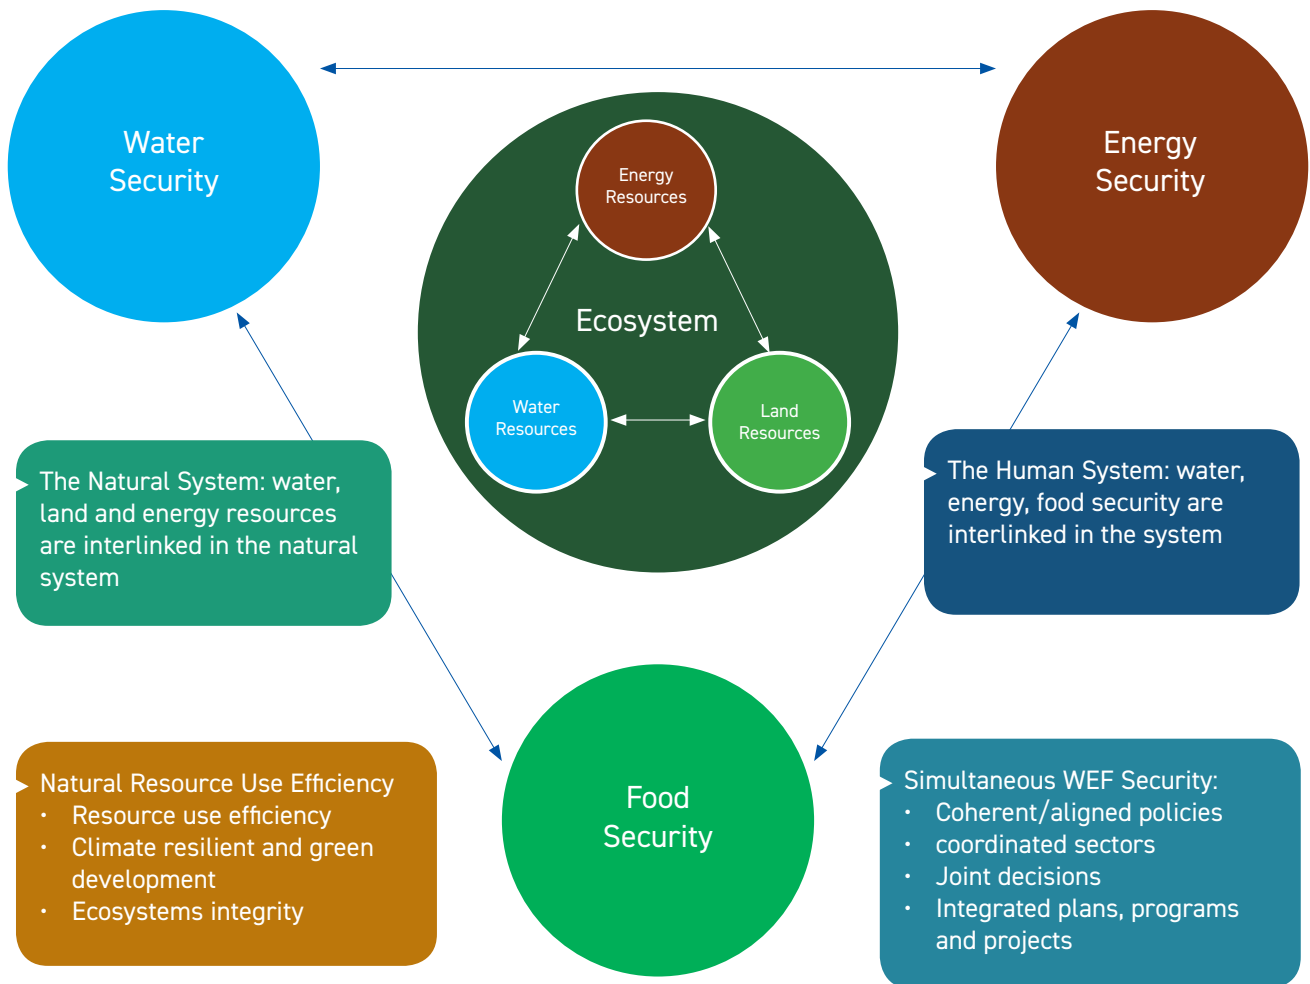 Water
Security
Energy
Security
Energy
Resources
Ecosystem
Water
Resources
Land
Resources
The Natural System: water,
land and energy resources
are interlinked in the natural
system
The Human System: water,
energy, food security are
interlinked in the system
Natural Resource Use Efficiency
• Resource use efficiency
• Climate resilient and green
development
• Ecosystems integrity
Food
Security
Simultaneous WEF Security:
• Coherent/aligned policies
• coordinated sectors
• Joint decisions
• Integrated plans, programs
and projects